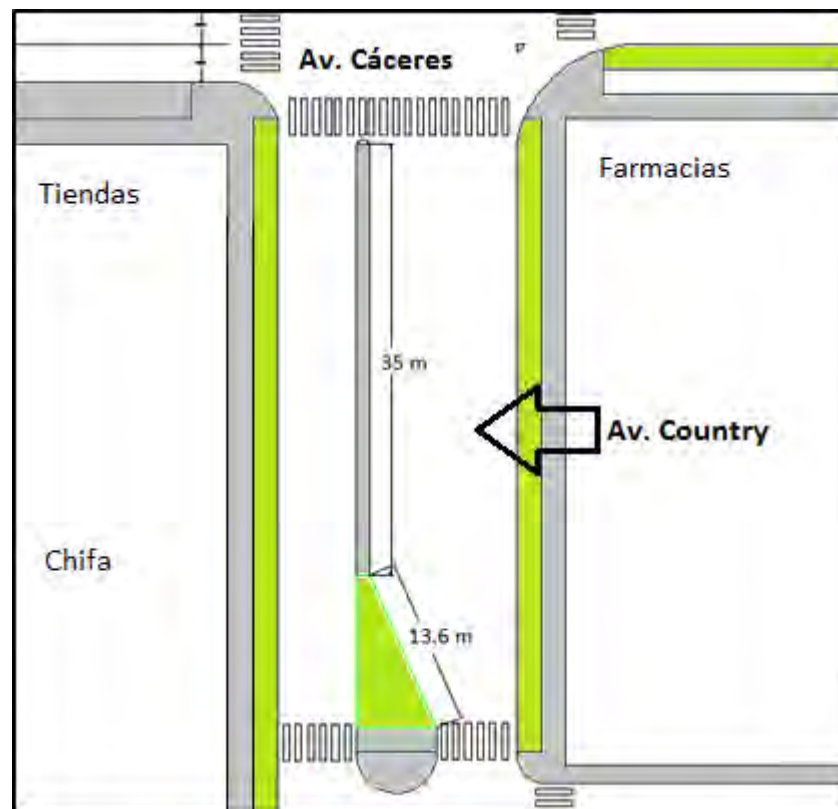 Av. Cáceres
Tiendas
Farmacias
35 m
Av. Country
Chifa
13.6 m